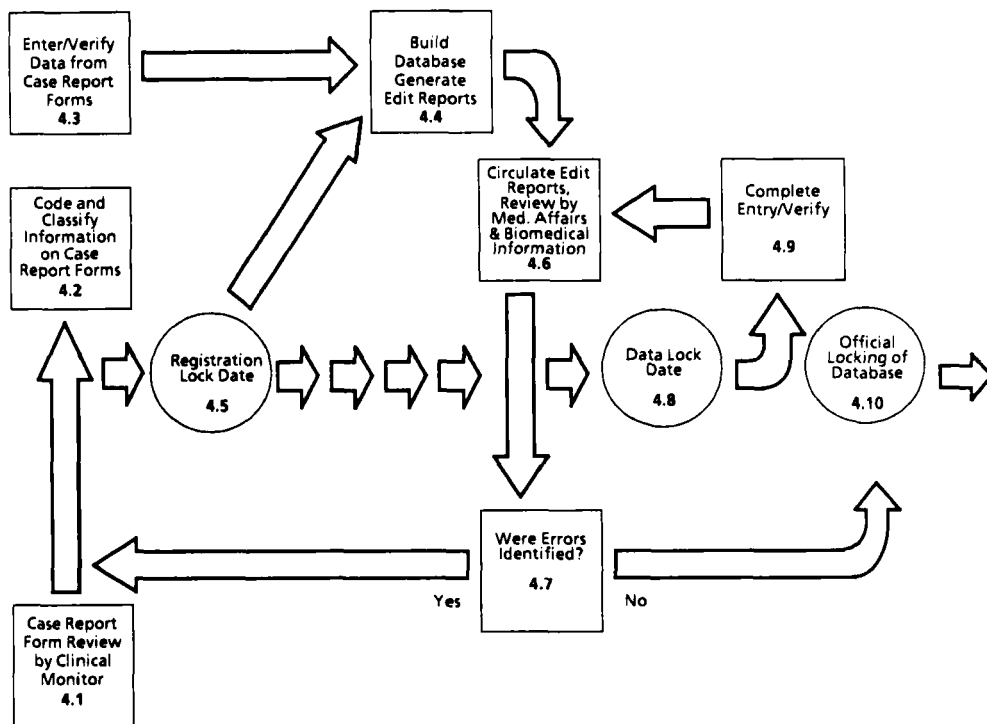 Enter/Verify
Data from
Case Report
Forms
4.3
Build
Database
Generate
Edit Reports
4.4
Code and
Classify
Information
on Case
Report Forms
4.2
Circulate Edit
Reports,
Review by
Med. Affairs
& Biomedical
Information
4.6
Complete
Entry/Verify
4.9
Registration
Lock Date
4.5
Data Lock
Date
4.8
Official
Locking of
Database
4.10
Were Errors
Identified?
4.7
Yes
No
Case Report
Form Review
by Clinical
Monitor
4.1